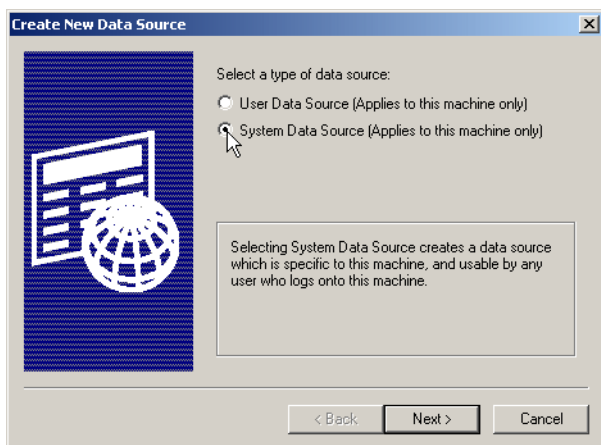 Create New Data Source
Select a type of data source:
User Data Source (Applies to this machine only)
System Data Source (Applies to this machine only)
Selecting System Data Source creates a data source
which is specific to this machine, and usable by any
user who logs onto this machine.
< Back
Next >
Cancel